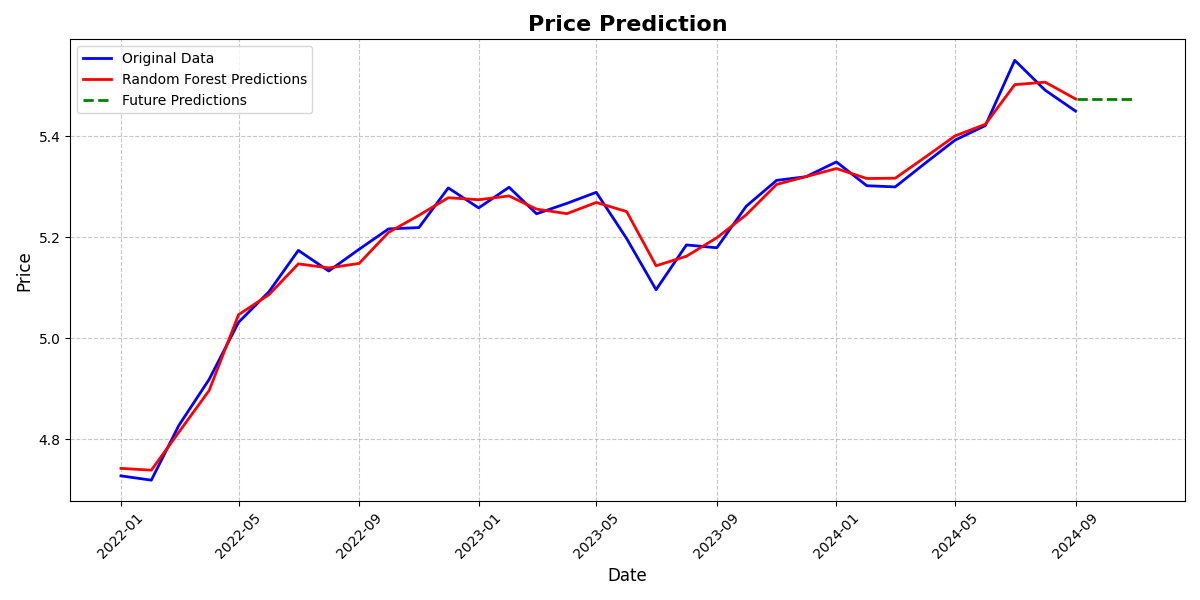 Price Prediction
Original Data
Random Forest Predictions
Future Predictions
Price
5.4
5.2
5.0
4.8
2022-01
2022-05
2022-09
2023-01
2023-05
2023-09
2024-01
2024-05
2024-09
Date